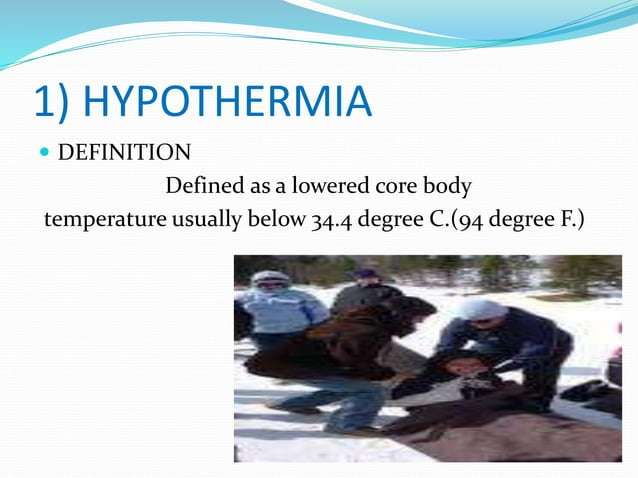 1) HYPOTHERMIA
DEFINITION
Defined as a lowered core body
temperature usually below 34.4 degree C.(94 degree F.)